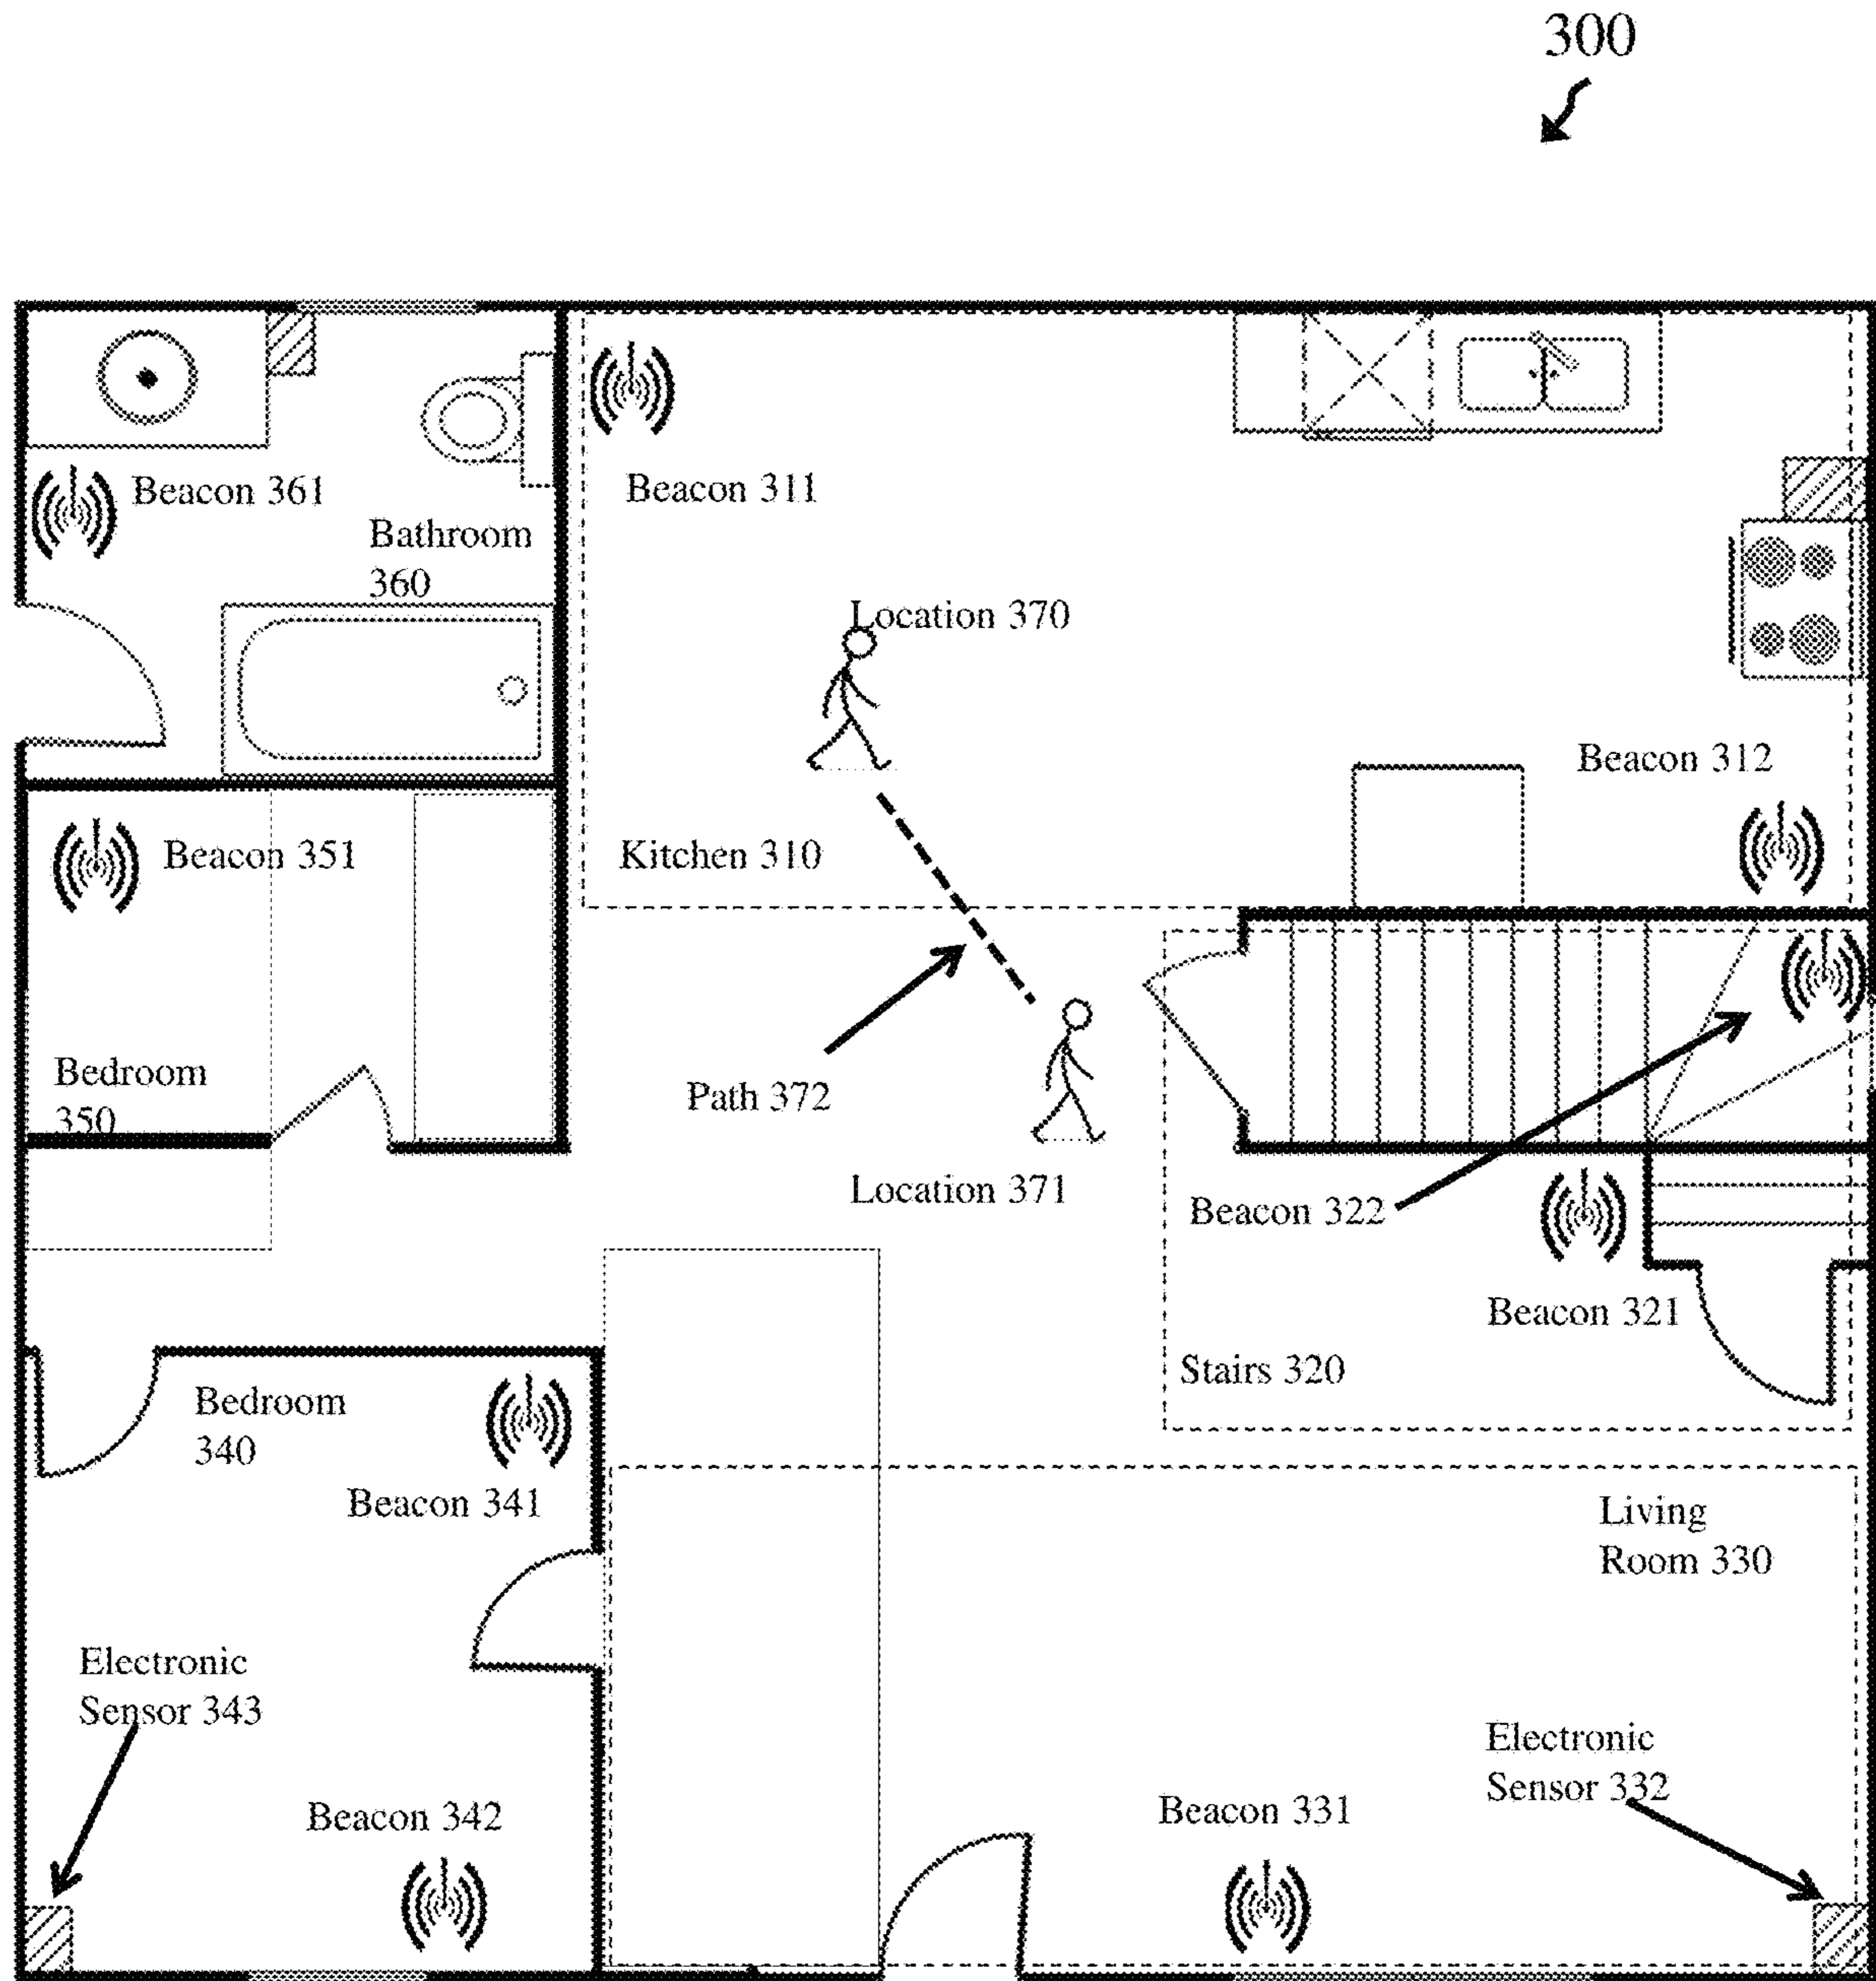 300
Beacon 361
Beacon 311
Bathroom
360
Location 370
Beacon 312
Beacon 351
Kitchen 310
Bedroom
350
Path 372
Location 371
Beacon 322
Beacon 321
Stairs 320
Bedroom
340
Beacon 341
Living
Room 330
Electronic
Sensor 343
Electronic
Sensor 332
Beacon 342
Beacon 331